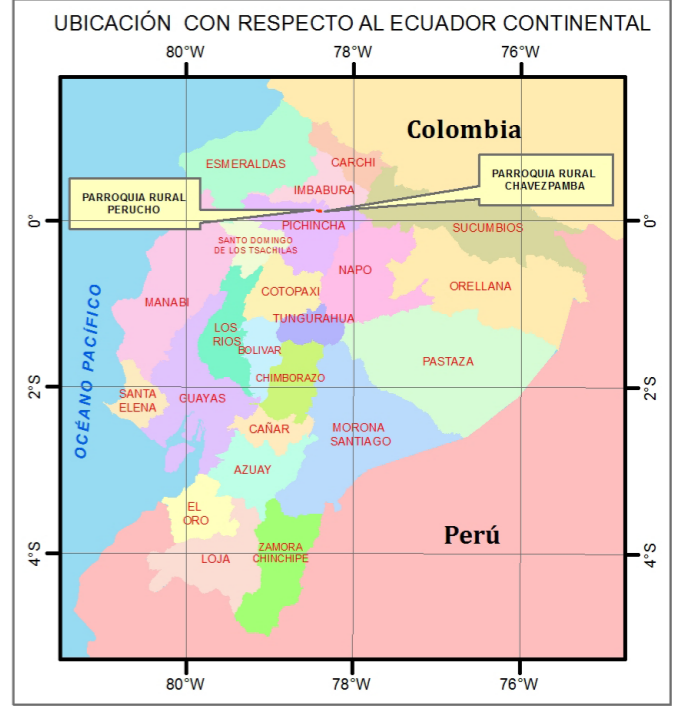 UBICACIÓN CON RESPECTO AL ECUADOR CONTINENTAL
80°W
78°W
76°W
Colombia
ESMERALDAS
CARCHI
IMBABURA
PARROQUIA RURAL
PERUCHO
PARROQUIA RURAL
CHAVEZPAMBA
0°
0°
PICHINCHA
SUCUMBIOS
SANTO DOMINGO
DE LOS TSACHILAS
NAPO
ORELLANA
COTOPAXI
MANABI
TUNGURAHUA
LOS
RIOS
BOLIVAR
PASTAZA
CHIMBORAZO
OCÉANO PACÍFICO
2°S
2°S
SANTA
ELENA
GUAYAS
CAÑAR
MORONA
SANTIAGO
AZUAY
EL
ORO
Perú
ZAMORA
CHINCHIPE
LOJA
4°S
4°S
80°W
78°W
76°W